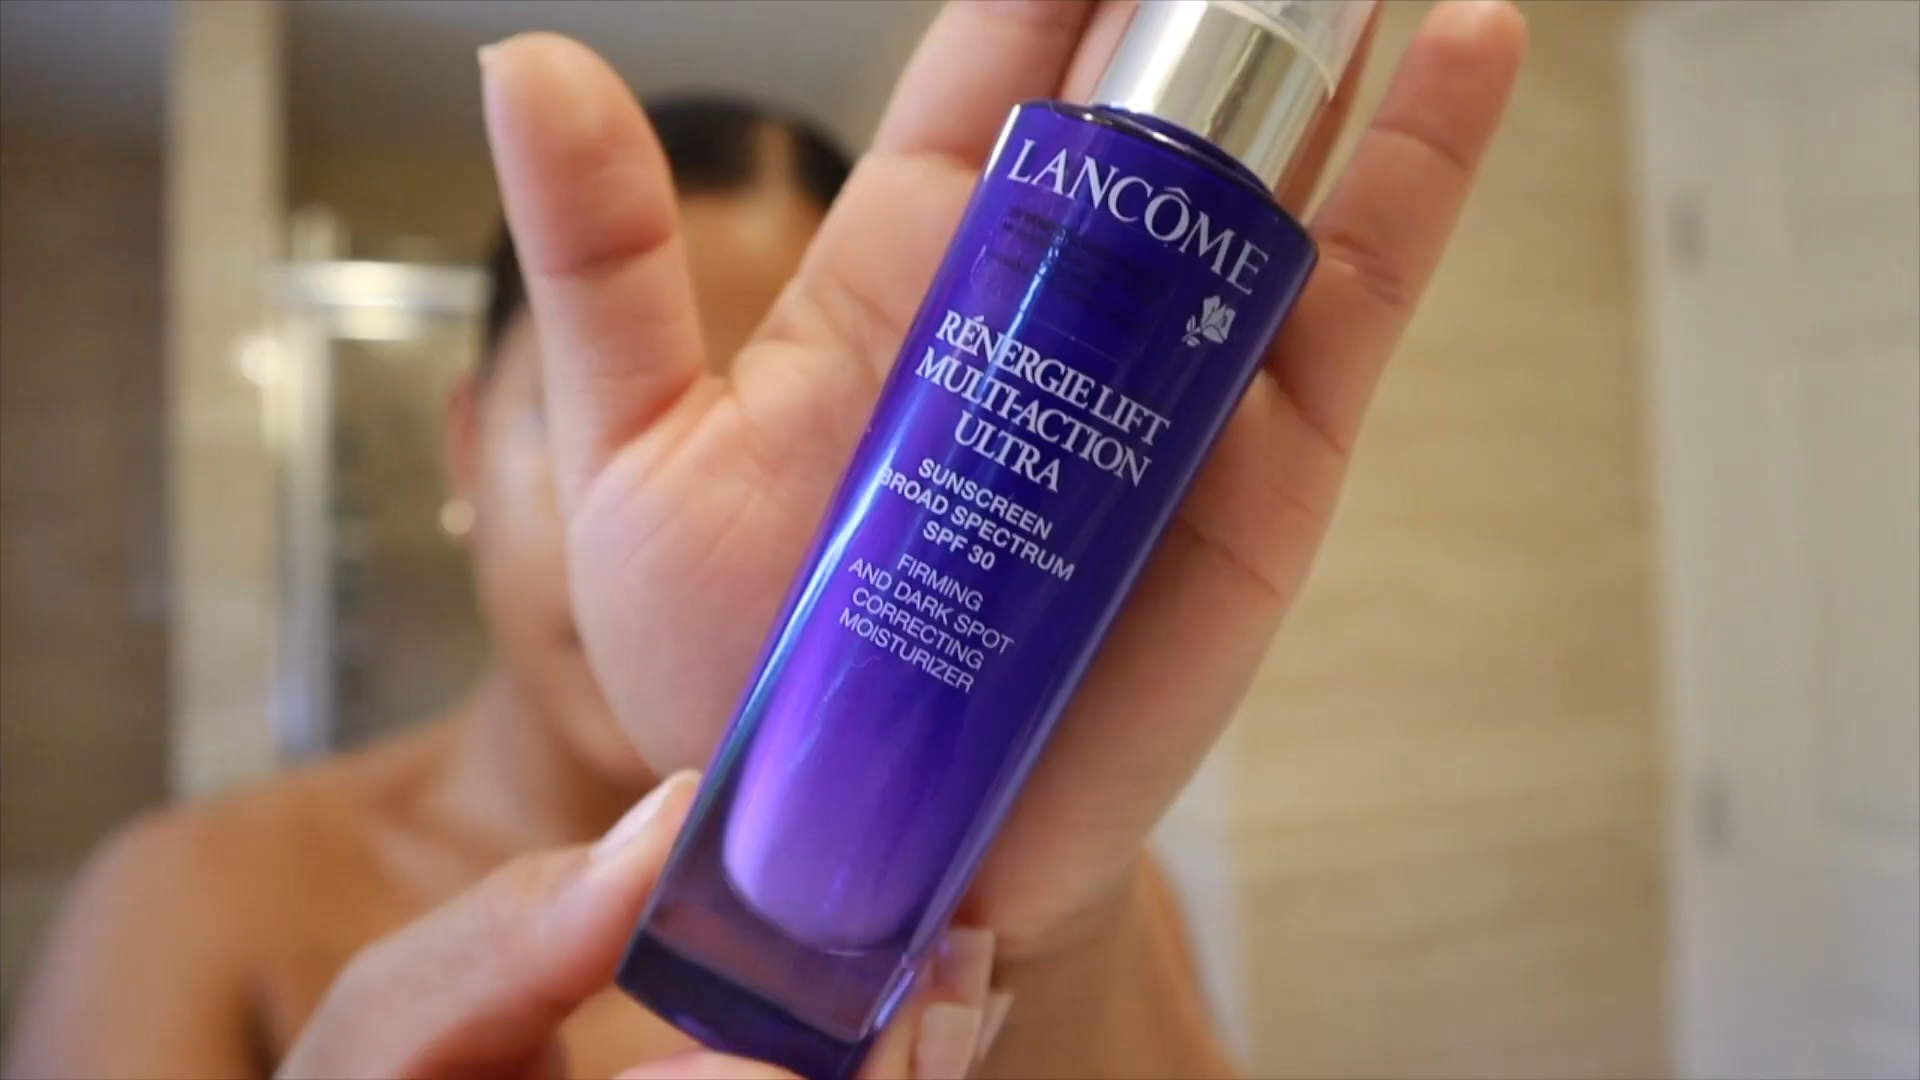 LANCÔME
RÉNERGIE LIFT
MULTI-ACTION
ULTRA
SUNSCREEN
BROAD SPECTRUM
SPF 30
FIRMING
AND DARK SPOT
CORRECTING
MOISTURIZER